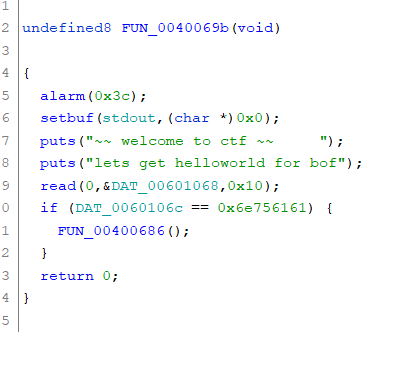 1
2 undefined8 FUN_0040069b(void)
3
4 {
5 alarm(0x3c);
6 setbuf(stdout,(char *)0x0);
7 puts("~~ welcome to ctf ~~     ");
8 puts("lets get helloworld for bof");
9 read(0,&DAT_00601068,0x10);
0 if (DAT_0060106c == 0x6e756161) {
1 FUN_00400686();
2 }
3 return 0;
4 }
5